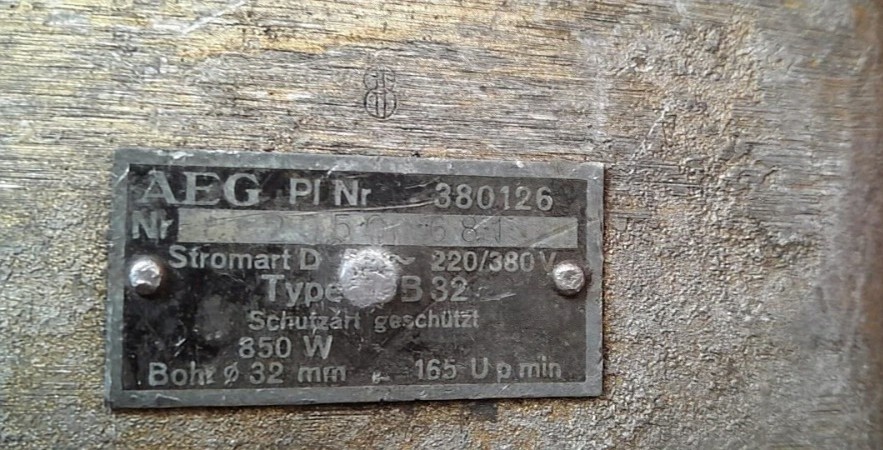 AEG Pl Nr 380126
Nr
Stromart D ~ 220/380 V
Type B 32
Schutzart geschützt
850 W
Bohr ø 32 mm 165 U p min